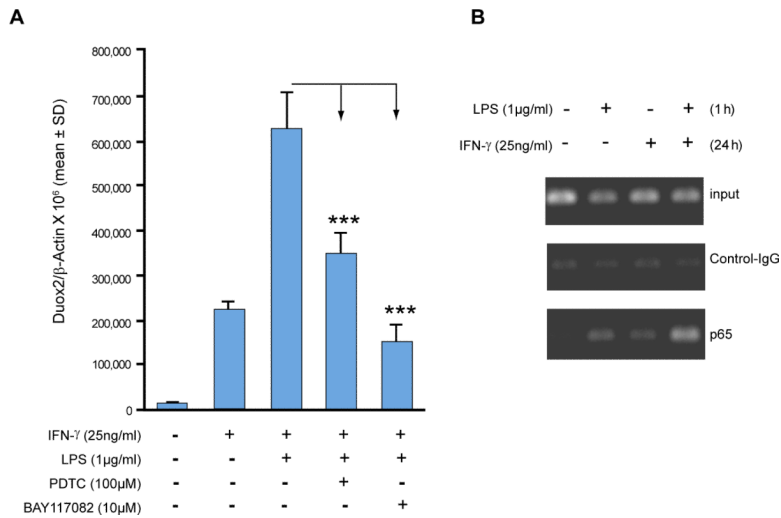 A
B
800,000
700,000
600,000
500,000
400,000
300,000
200,000
100,000
0
Duox2/β-Actin X 10⁶ (mean ± SD)
***
***
IFN-γ (25ng/ml) - + + + +
LPS (1µg/ml) - - + + +
PDTC (100µM) - - - + -
BAY117082 (10µM) - - - - +
LPS (1µg/ml) - + - + (1h)
IFN-γ (25ng/ml) - - + + (24h)
input
Control-IgG
p65